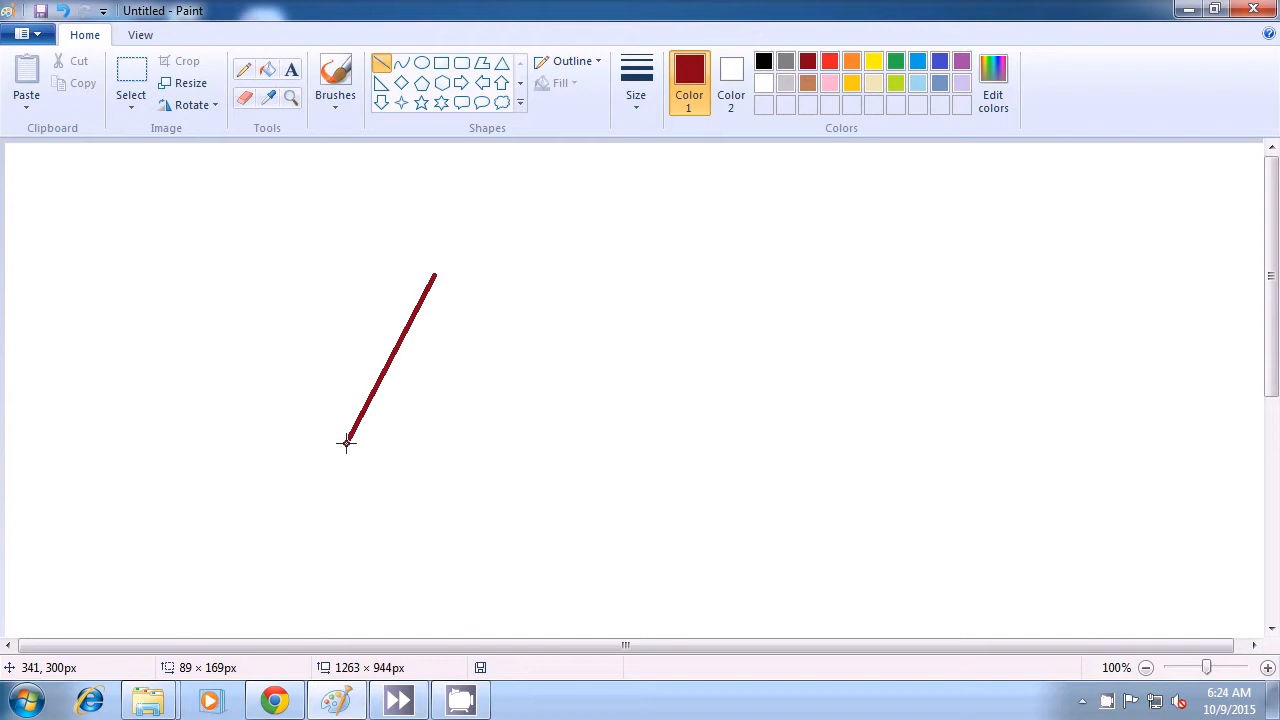 Untitled - Paint
Home View
Paste
Cut
Copy
Clipboard
Select
Crop
Resize
Rotate
Image
A
Tools
Brushes
Shapes
Outline
Fill
Size
Color
1
Color
2
Colors
Edit
colors
341, 300px
89 × 169px
1263 × 944px
100%
6:24 AM
10/9/2015